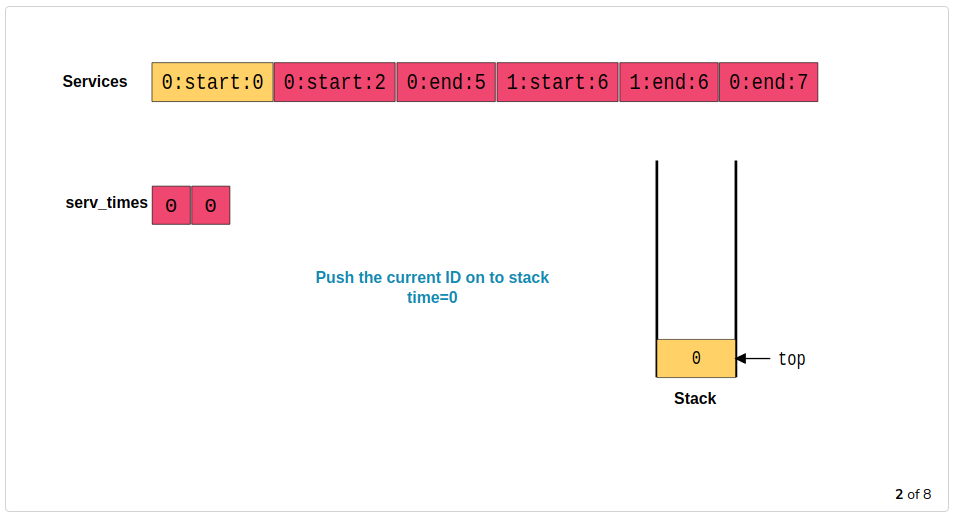 Services 0:start:0 0:start:2 0:end:5 1:start:6 1:end:6 0:end:7
serv_times 0 0
Push the current ID on to stack
time=0
0 top
Stack
2 of 8